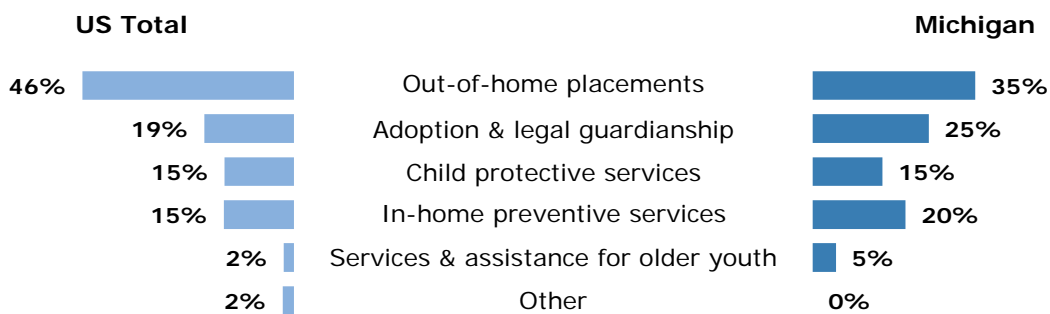 US Total Michigan
46% Out-of-home placements 35%
19% Adoption & legal guardianship 25%
15% Child protective services 15%
15% In-home preventive services 20%
2% Services & assistance for older youth 5%
2% Other 0%